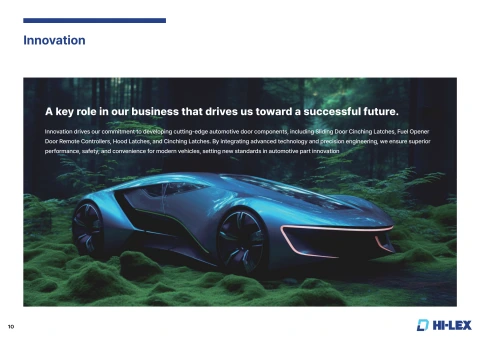 Innovation
A key role in our business that drives us toward a successful future.
Innovation drives our commitment to developing cutting-edge automotive door components, including Sliding Door Cinching Latches, Fuel Opener
Door Remote Controllers, Hood Latches, and Cinching Latches. By integrating advanced technology and precision engineering, we ensure superior
performance, safety, and convenience for modern vehicles, setting new standards in automotive part innovation
10
HI-LEX